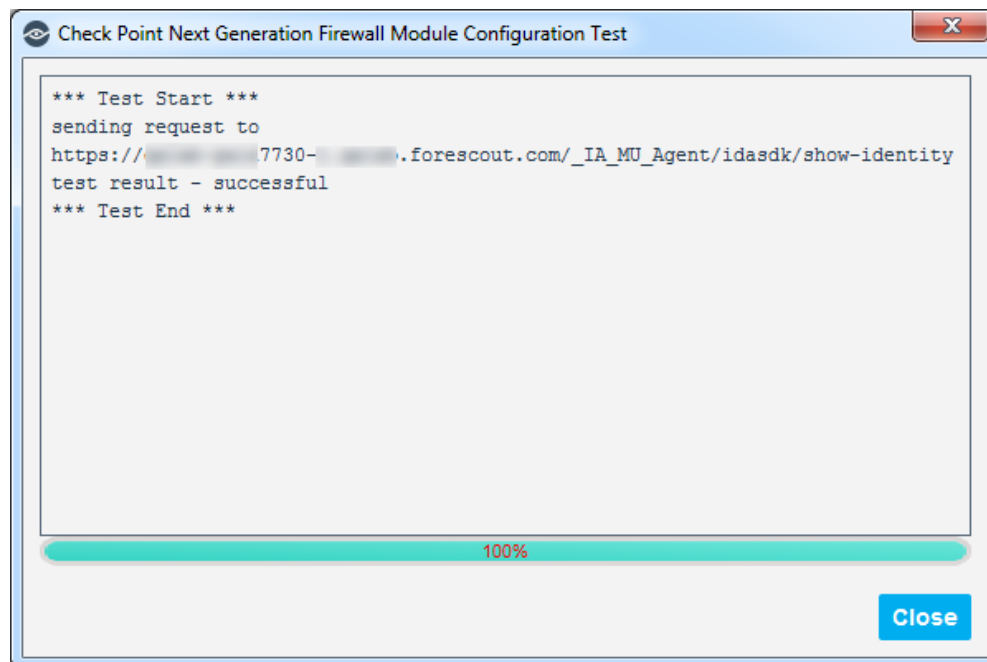 Check Point Next Generation Firewall Module Configuration Test
*** Test Start ***
sending request to
https:// 7730- .forescout.com/_IA_MU_Agent/idasdk/show-identity
test result - successful
*** Test End ***
100%
Close